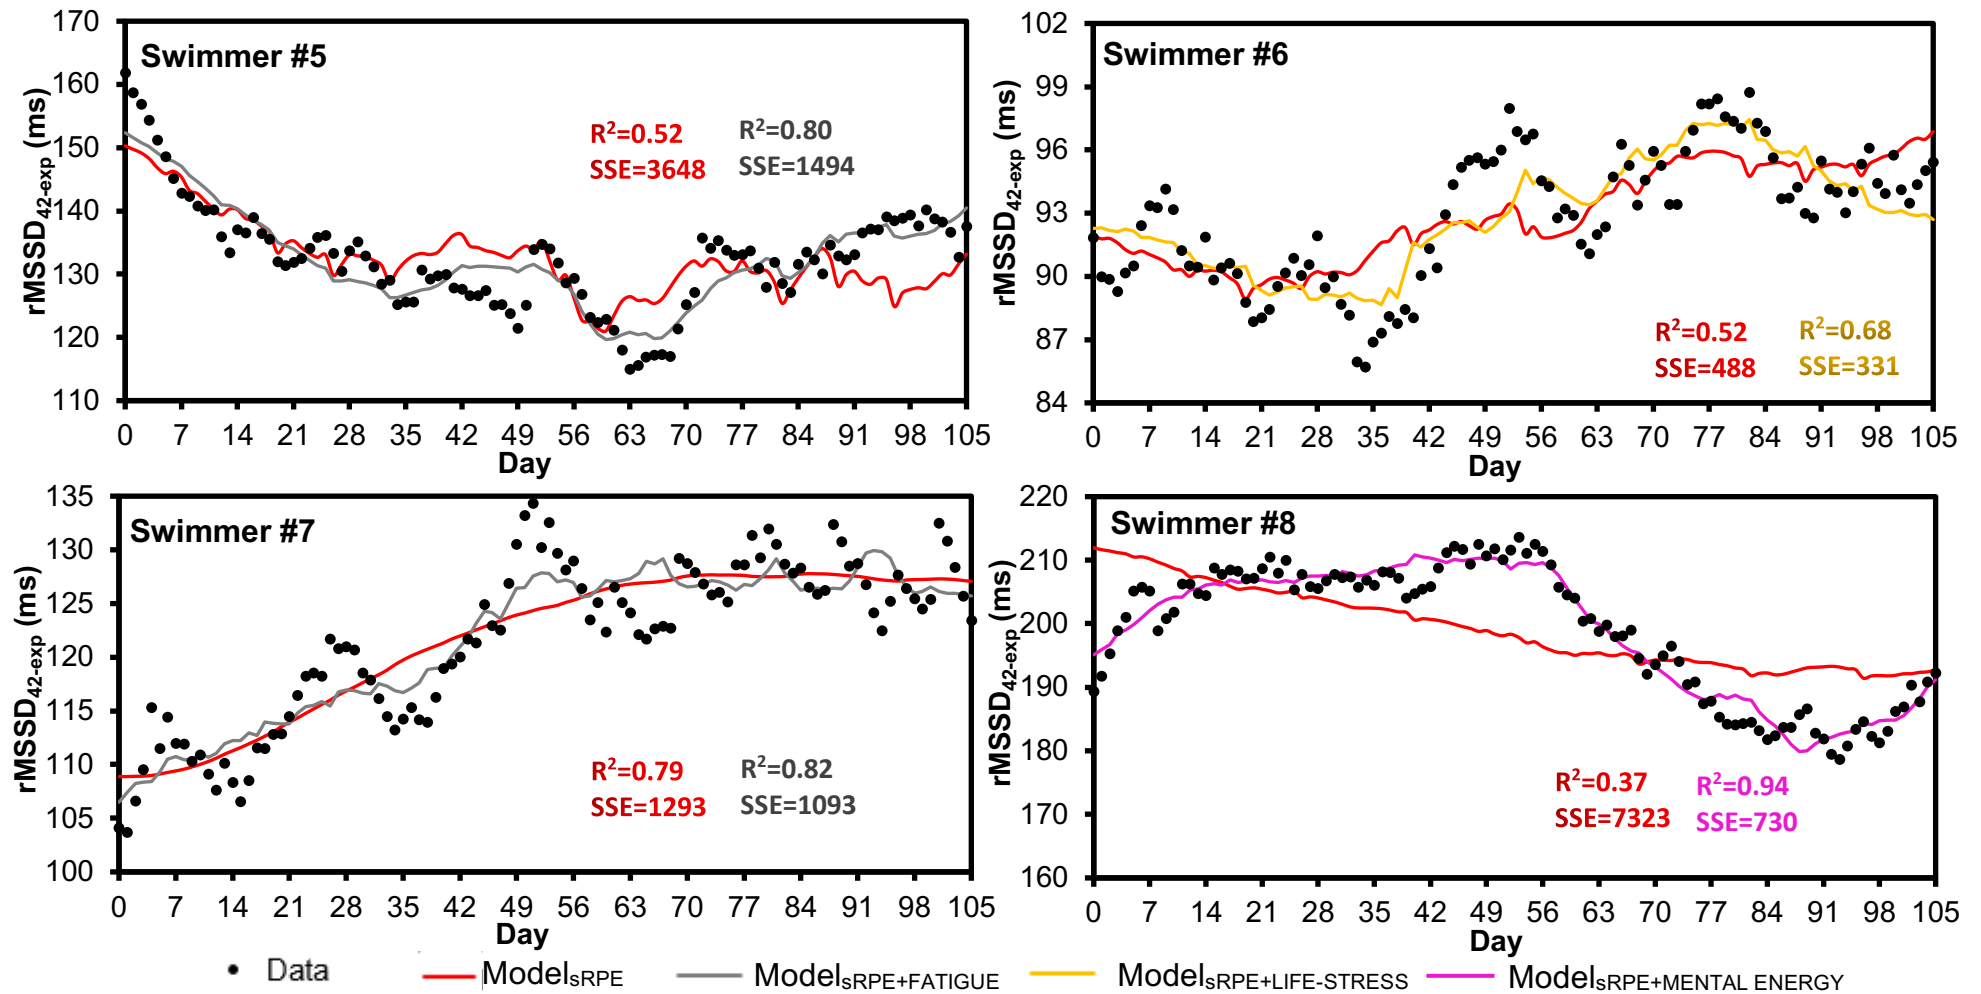 Swimmer #5
rMSSD42-exp (ms)
170
160
150
140
130
120
110
R2=0.52 R2=0.80
SSE=3648 SSE=1494
0 7 14 21 28 35 42 49 56 63 70 77 84 91 98 105
Day
Swimmer #6
rMSSD42-exp (ms)
102
99
96
93
90
87
84
R2=0.52 R2=0.68
SSE=488 SSE=331
0 7 14 21 28 35 42 49 56 63 70 77 84 91 98 105
Day
Swimmer #7
rMSSD42-exp (ms)
135
130
125
120
115
110
105
100
R2=0.79 R2=0.82
SSE=1293 SSE=1093
0 7 14 21 28 35 42 49 56 63 70 77 84 91 98 105
Day
Swimmer #8
rMSSD42-exp (ms)
220
210
200
190
180
170
160
R2=0.37 R2=0.94
SSE=7323 SSE=730
0 7 14 21 28 35 42 49 56 63 70 77 84 91 98 105
Day
Data ModelsRPE ModelsRPE+FATIGUE ModelsRPE+LIFE-STRESS ModelsRPE+MENTAL ENERGY